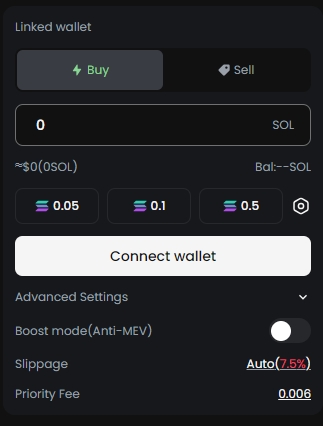 Linked wallet
Buy
Sell
0
SOL
≈$0(0SOL)
Bal:--SOL
0.05
0.1
0.5
Connect wallet
Advanced Settings
Boost mode(Anti-MEV)
Slippage
Auto(7.5%)
Priority Fee
0.006